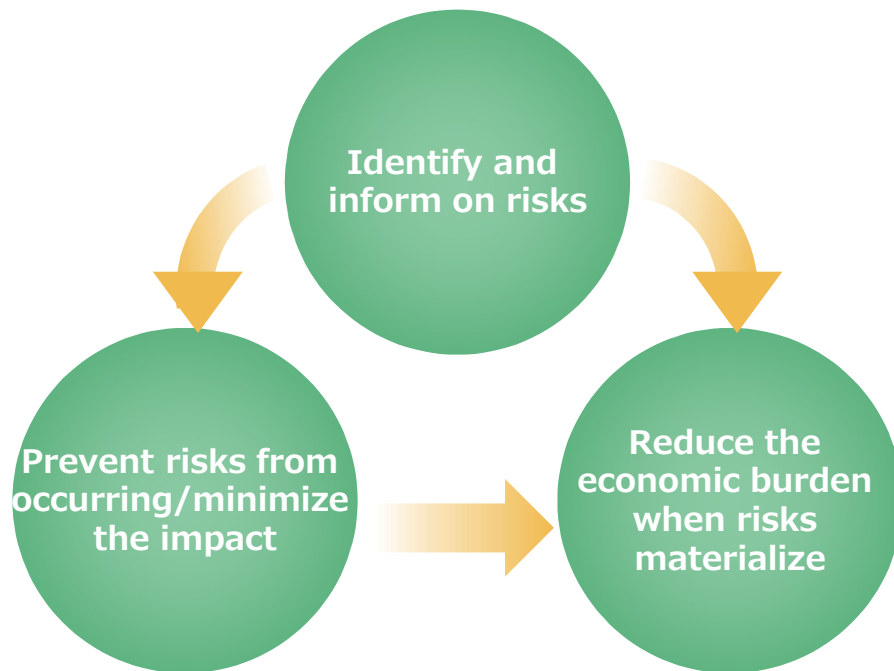 Identify and
inform on risks
Prevent risks from
occurring/minimize
the impact
Reduce the
economic burden
when risks
materialize